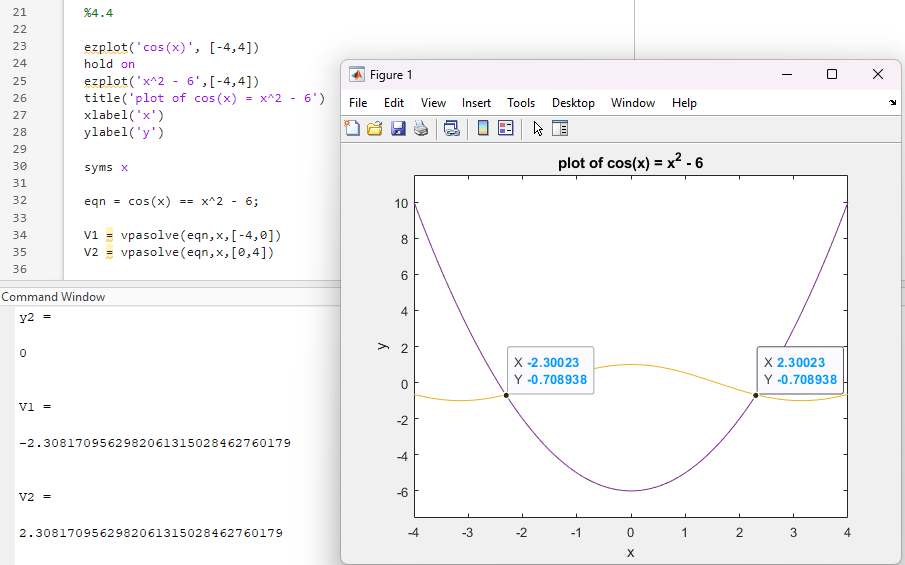 21 %4.4
22
23 ezplot('cos(x)', [-4,4])
24 hold on
25 ezplot('x^2 - 6',[-4,4])
26 title('plot of cos(x) = x^2 - 6')
27 xlabel('x')
28 ylabel('y')
29
30 syms x
31
32 eqn = cos(x) == x^2 - 6;
33
34 V1 = vpasolve(eqn,x,[-4,0])
35 V2 = vpasolve(eqn,x,[0,4])
36
Command Window
y2 =
0
V1 =
-2.3081709562982061315028462760179
V2 =
2.3081709562982061315028462760179
Figure 1
File Edit View Insert Tools Desktop Window Help
plot of cos(x) = x² - 6
10
8
6
4
2
0
-2
-4
-6
y
X -2.30023
Y -0.708938
X 2.30023
Y -0.708938
-4 -3 -2 -1 0 1 2 3 4
x